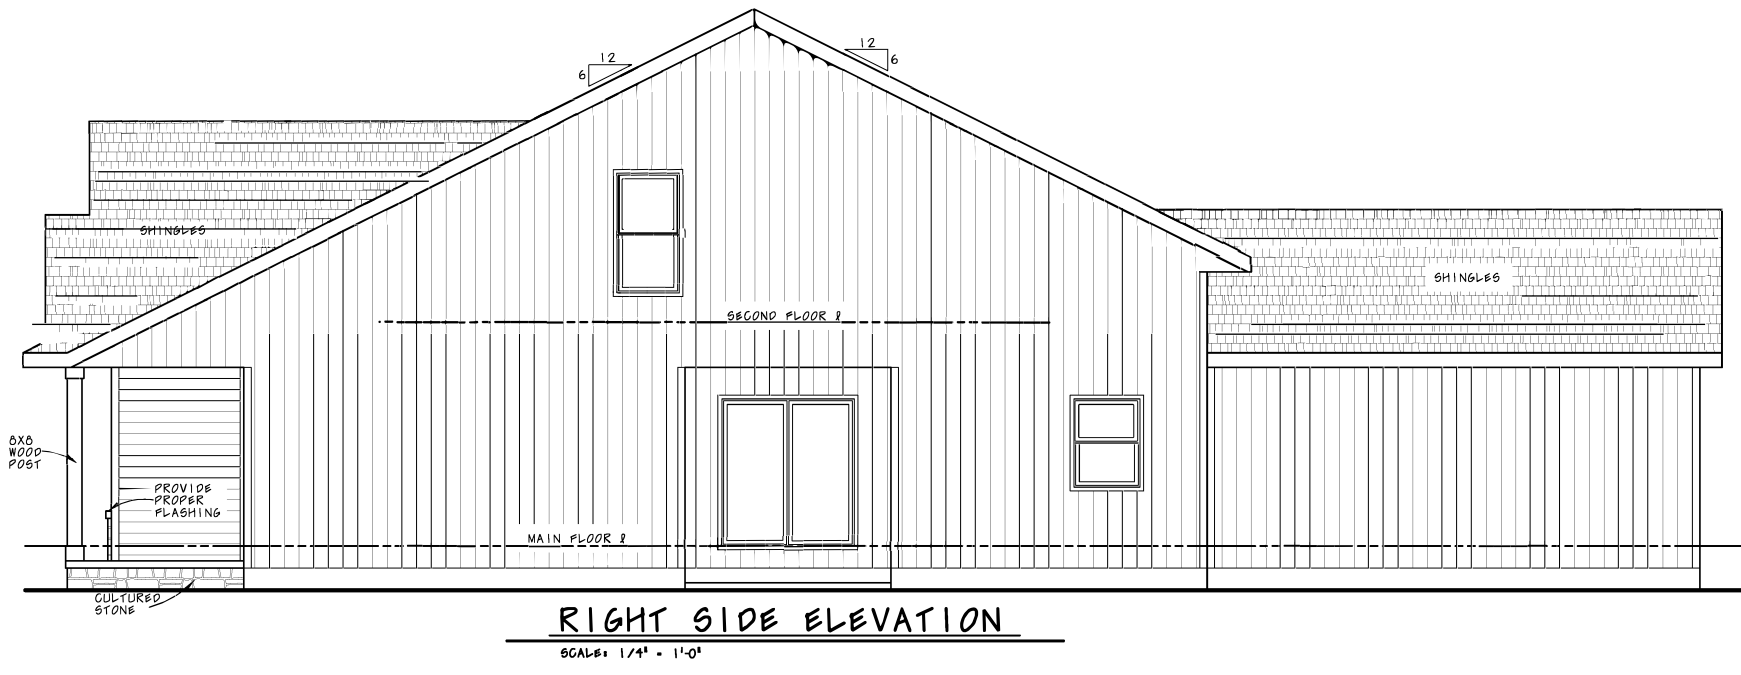 12
6
12
6
SHINGLES
SHINGLES
SECOND FLOOR
8X8
WOOD
POST
PROVIDE
PROPER
FLASHING
MAIN FLOOR
CULTURED
STONE
RIGHT SIDE ELEVATION
SCALE: 1/4" = 1'-0"